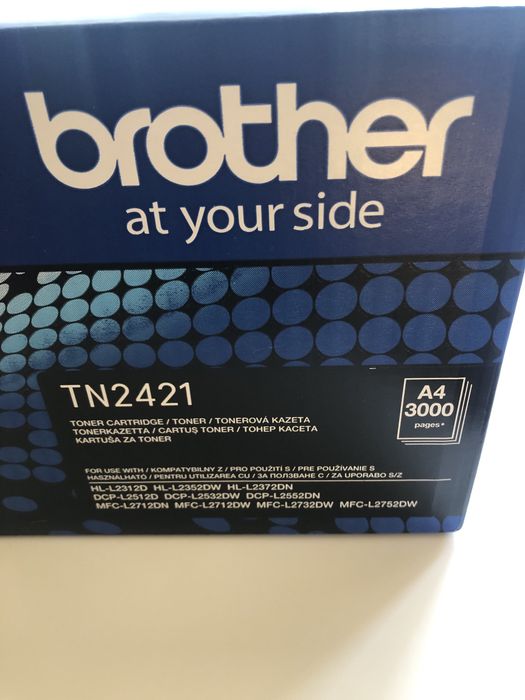 brother
at your side
TN2421
TONER CARTRIDGE / TONER / TONEROVÁ KAZETA
TONERKAZETTA / CARTUŞ TONER / ТОНЕР КАСЕТА
KARTUŠA ZA TONER
A4
3000
pages*
FOR USE WITH / KOMPATYBILNY Z / PRO POUŽITÍ S / PRE POUŽÍVANIE S
HASZNÁLHATÓ / PENTRU UTILIZAREA CU / ЗА ПОЛЗВАНЕ С / ZA UPORABO S/Z
HL-L2312D HL-L2352DW HL-L2372DN
DCP-L2512D DCP-L2532DW DCP-L2552DN
MFC-L2712DN MFC-L2712DW MFC-L2732DW MFC-L2752DW